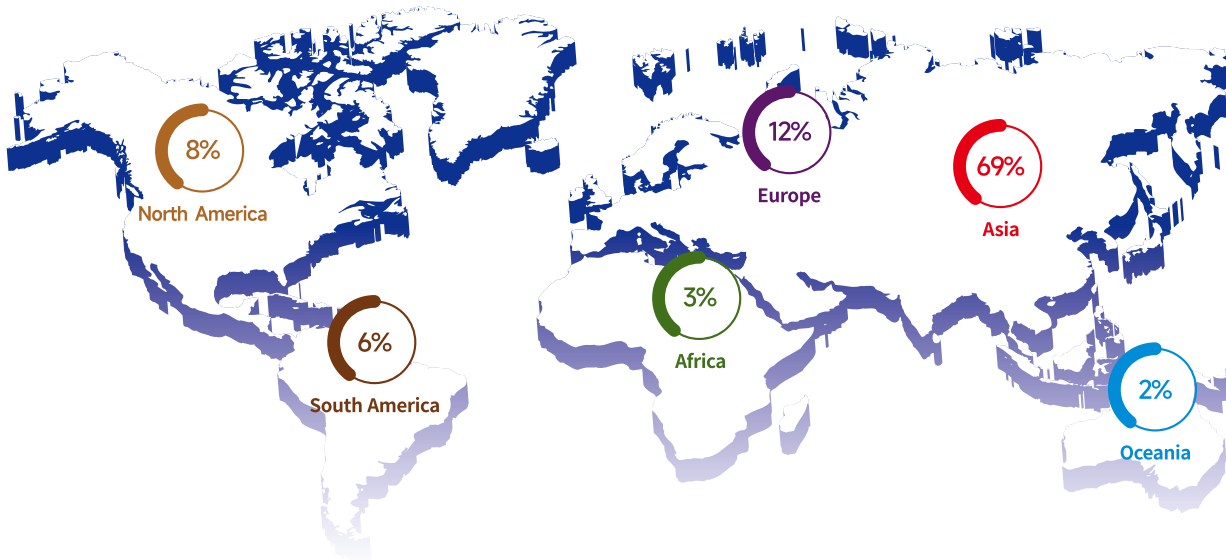 8%
North America
12%
Europe
69%
Asia
3%
Africa
6%
South America
2%
Oceania